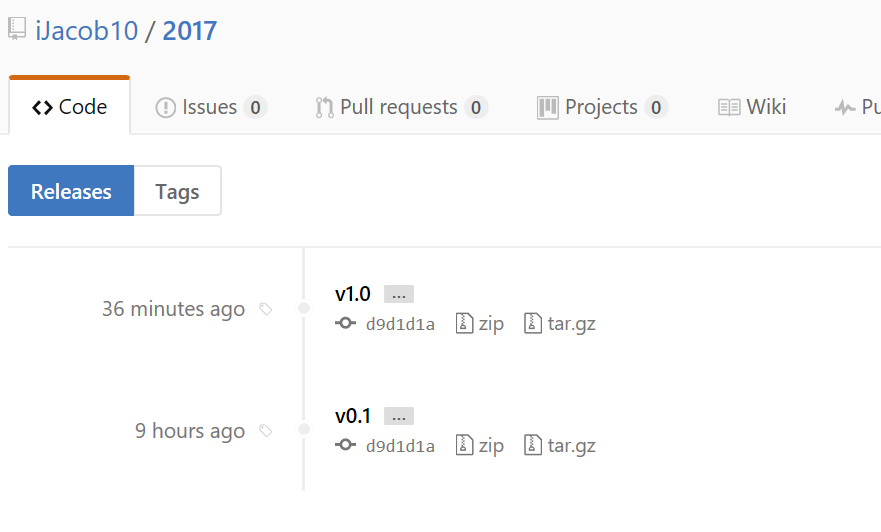 iJacob10 / 2017
Code Issues 0 Pull requests 0 Projects 0 Wiki Pu
Releases Tags
36 minutes ago v1.0 ...
d9d1d1a zip tar.gz
9 hours ago v0.1 ...
d9d1d1a zip tar.gz